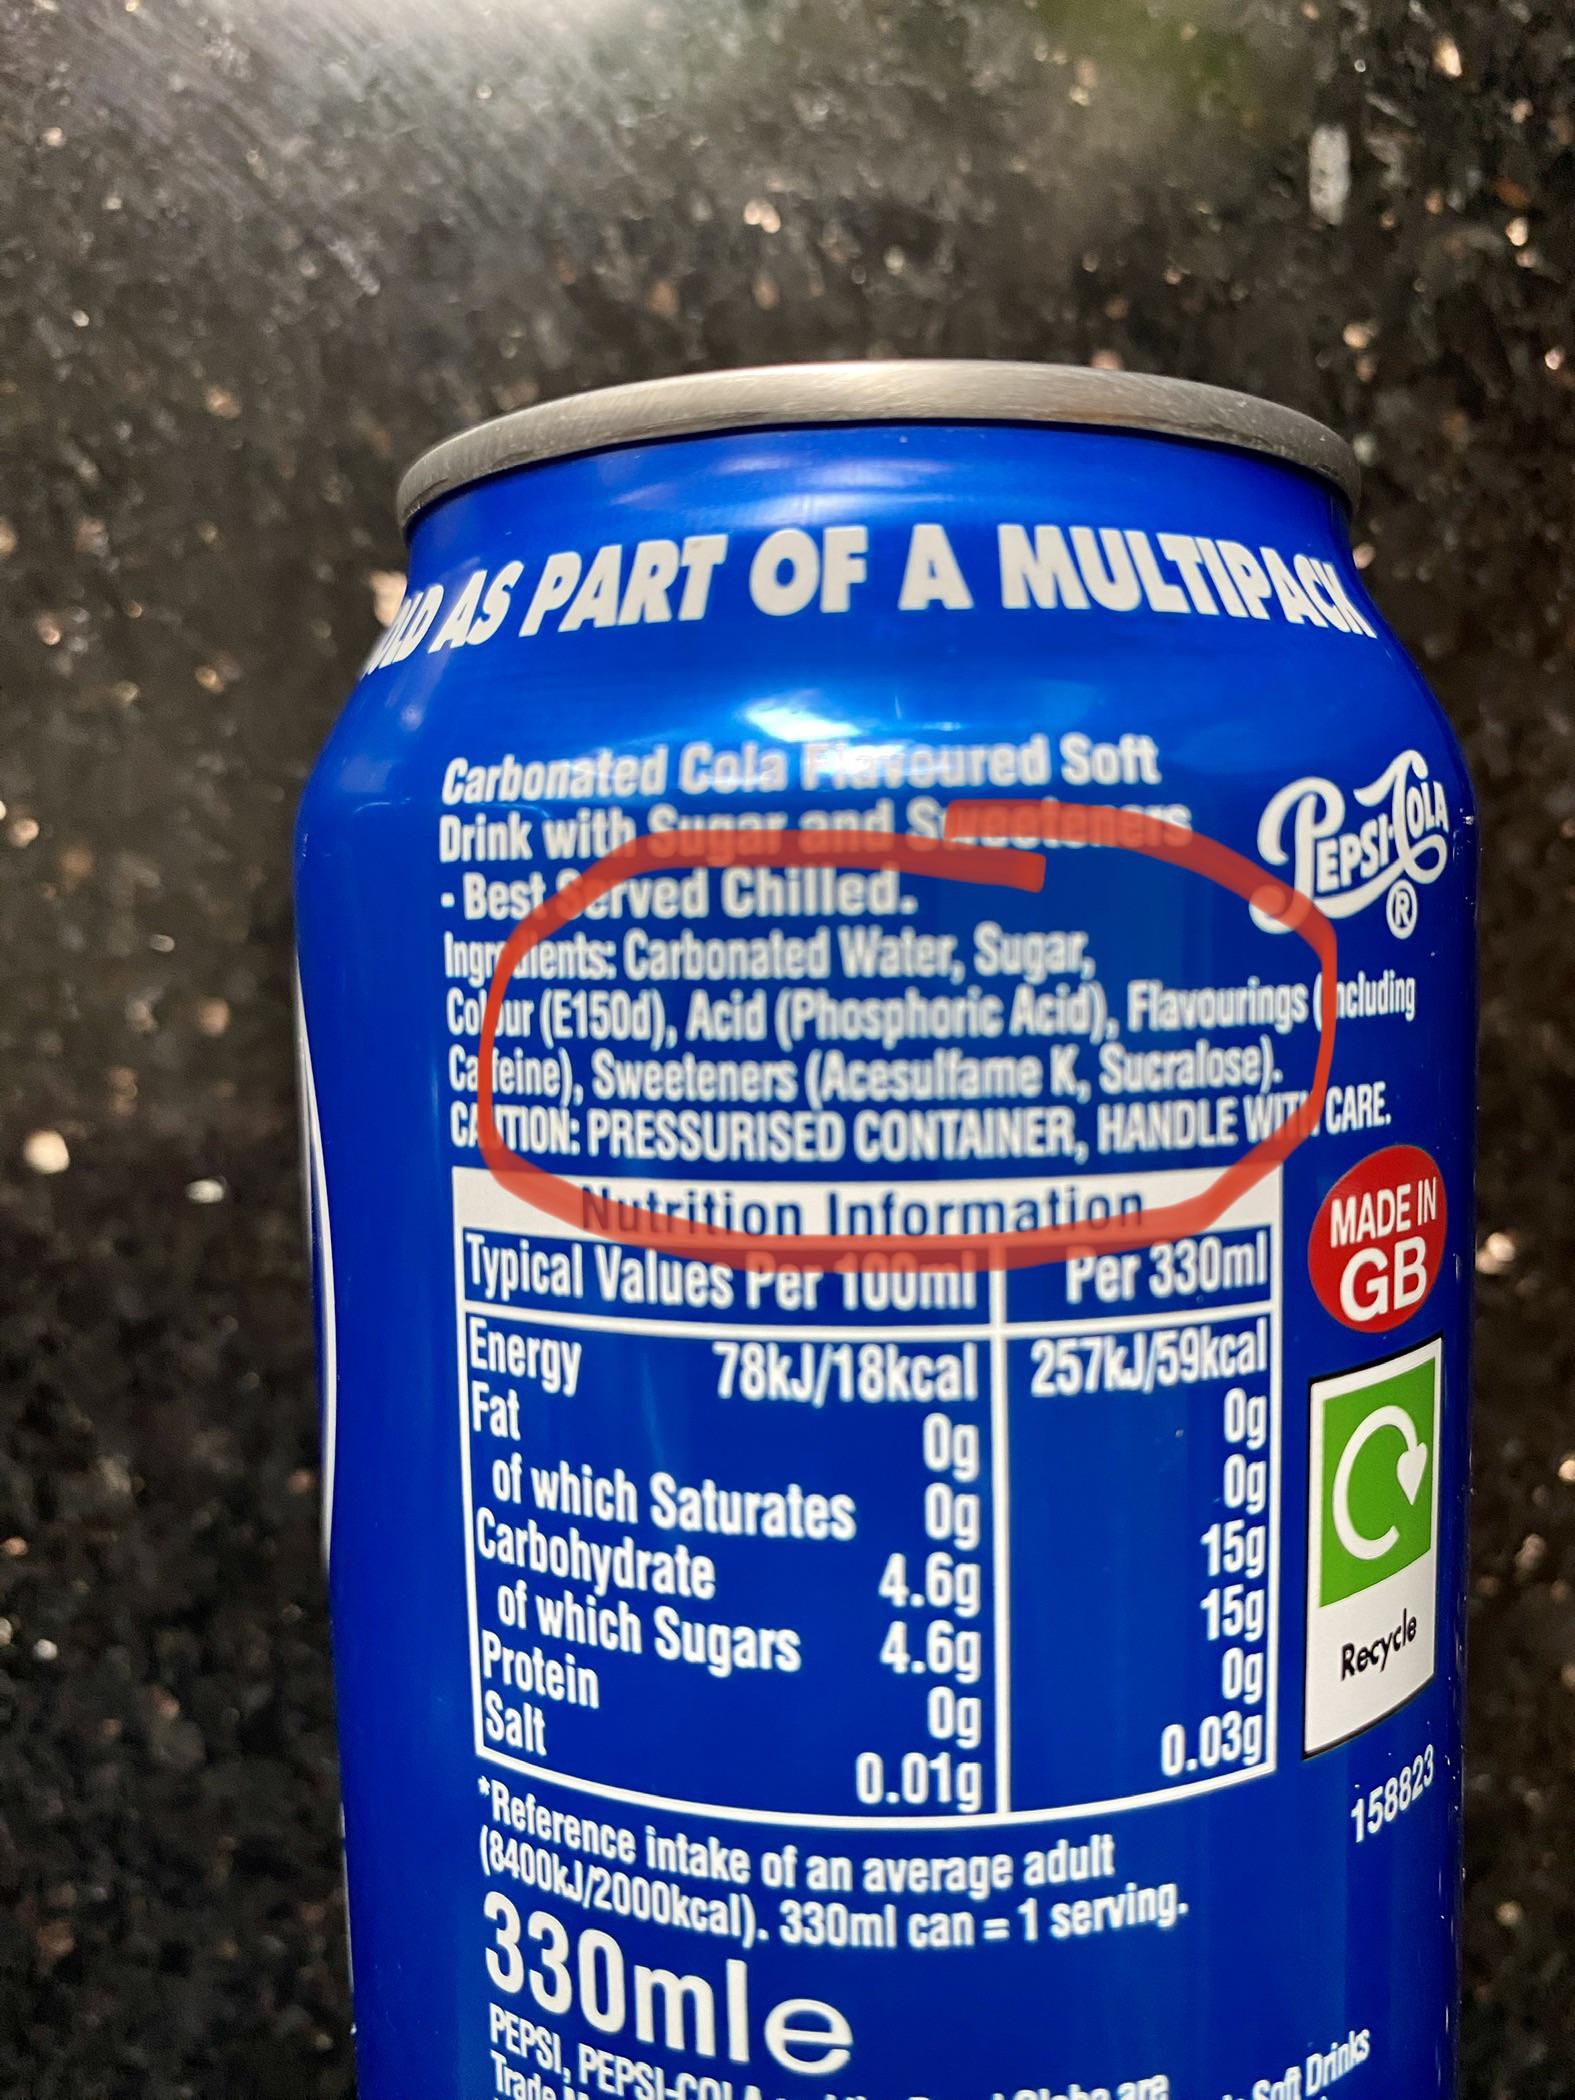 AS PART OF A MULTIPACK
Carbonated Cola Flavoured Soft
Drink with Sugar and Sweeteners
- Best Served Chilled.
Ingredients: Carbonated Water, Sugar,
Colour (E150d), Acid (Phosphoric Acid), Flavourings (Including
Caffeine), Sweeteners (Acesulfame K, Sucralose).
CAUTION: PRESSURISED CONTAINER, HANDLE WITH CARE.
PEPSI-COLA
®
Nutrition Information
Typical Values Per 100ml Per 330ml
Energy 78kJ/18kcal 257kJ/59kcal
Fat 0g 0g
of which Saturates 0g 0g
Carbohydrate 4.6g 15g
of which Sugars 4.6g 15g
Protein 0g 0g
Salt 0.01g 0.03g
MADE IN
GB
Recycle
158823
*Reference intake of an average adult
(8400kJ/2000kcal). 330ml can = 1 serving.
330ml e
PEPSI, PEPSI-COLA are
Soft Drinks
Trade